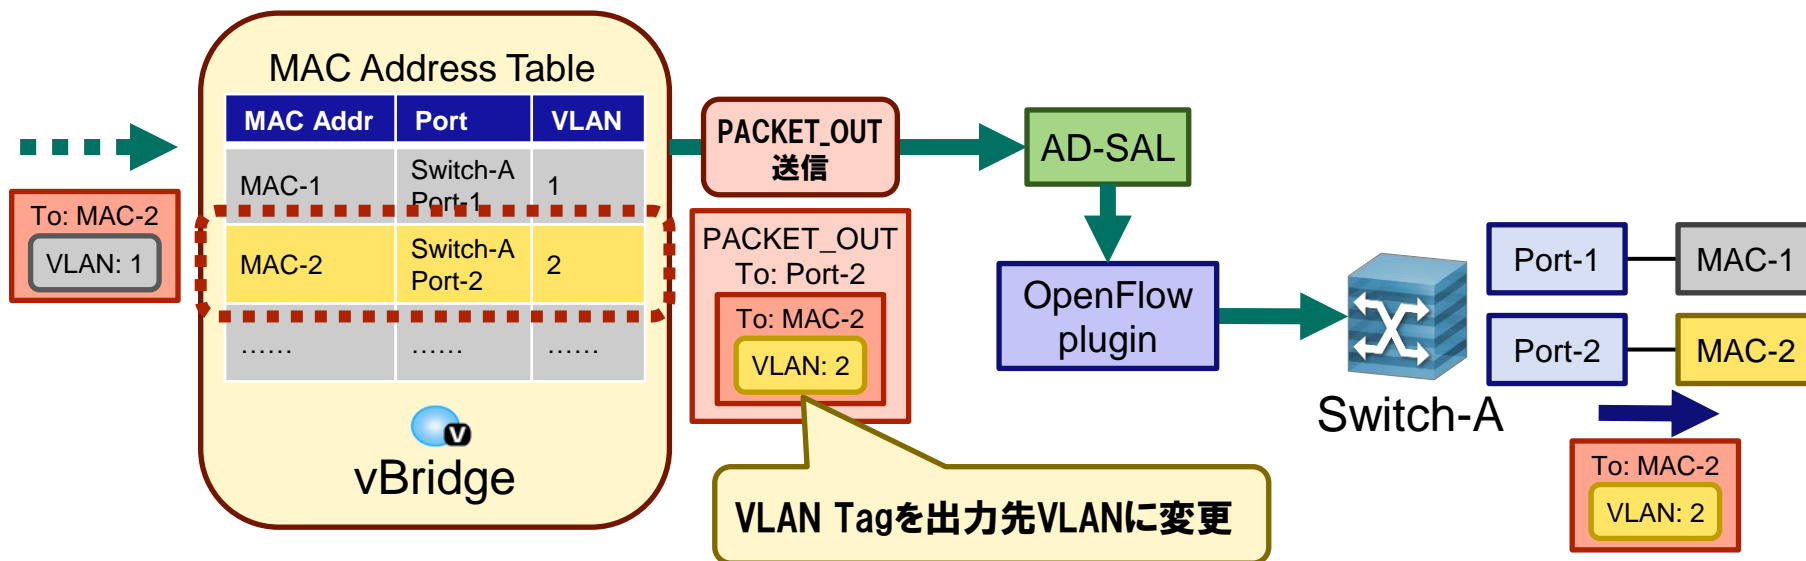 MAC Address Table
MAC Addr Port VLAN
MAC-1 Switch-A Port-1 1
MAC-2 Switch-A Port-2 2
...... ...... ......
vBridge
To: MAC-2
VLAN: 1
PACKET_OUT
送信
PACKET_OUT
To: Port-2
To: MAC-2
VLAN: 2
VLAN Tagを出力先VLANに変更
AD-SAL
OpenFlow
plugin
Switch-A
Port-1
MAC-1
Port-2
MAC-2
To: MAC-2
VLAN: 2